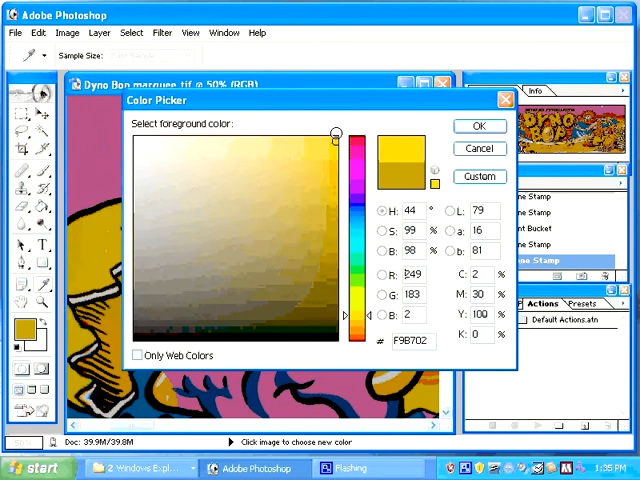 Adobe Photoshop
File Edit Image Layer Select Filter View Window Help
Sample Size:
Dyno Bop marquee.tif @ 50% (RGB)
Info
Color Picker
Select foreground color:
OK
Cancel
Custom
H: 44 °
S: 99 %
B: 98 %
R: 249
G: 183
B: 2
# F9B702
L: 79
a: 16
b: 81
C: 2 %
M: 30 %
Y: 100 %
K: 0 %
Only Web Colors
DYNO
BOP
ne Stamp
ne Stamp
nt Bucket
ne Stamp
ne Stamp
Actions Presets
Default Actions.atn
Doc: 39.9M/39.8M Click image to choose new color
start 2 Windows Expl... Adobe Photoshop Flashing 1:35 PM